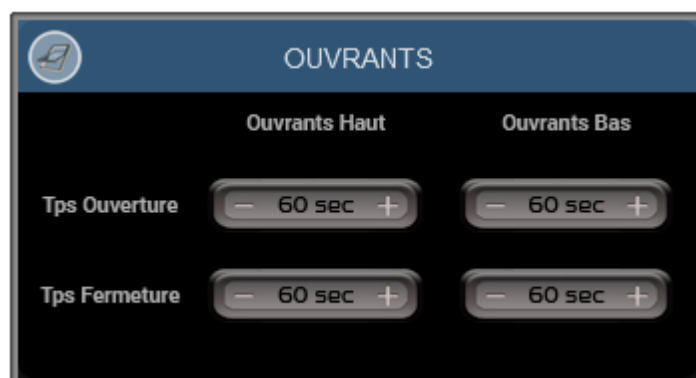 OUVRANTS
Ouvrants Haut Ouvrants Bas
Tps Ouverture − 60 sec + − 60 sec +
Tps Fermeture − 60 sec + − 60 sec +